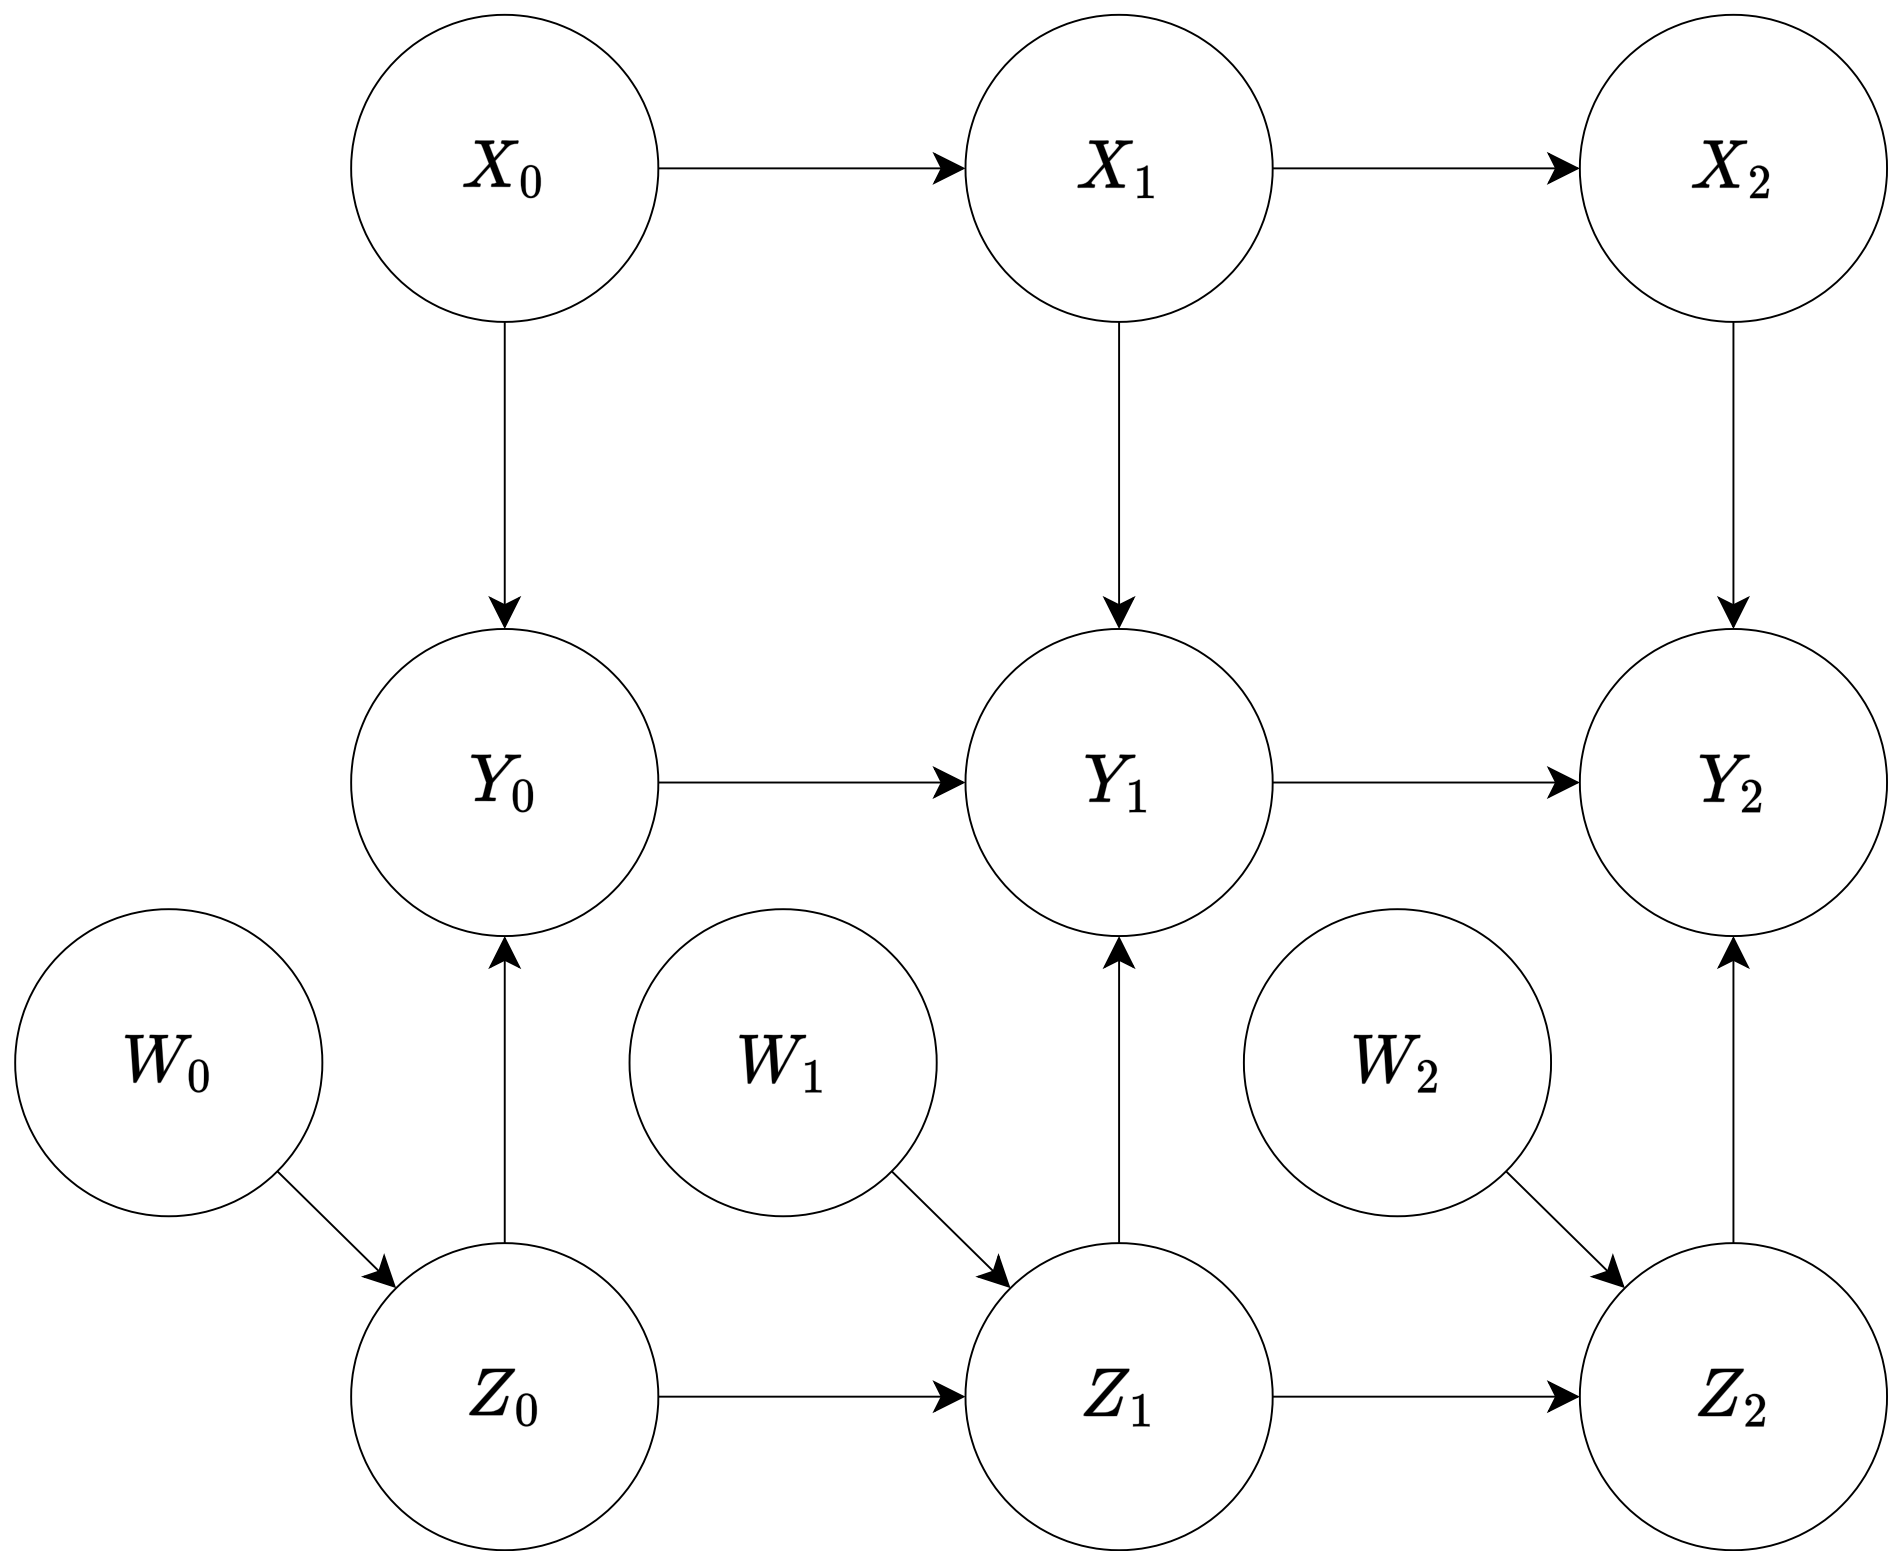 X₀ X₁ X₂
Y₀ Y₁ Y₂
W₀ W₁ W₂
Z₀ Z₁ Z₂